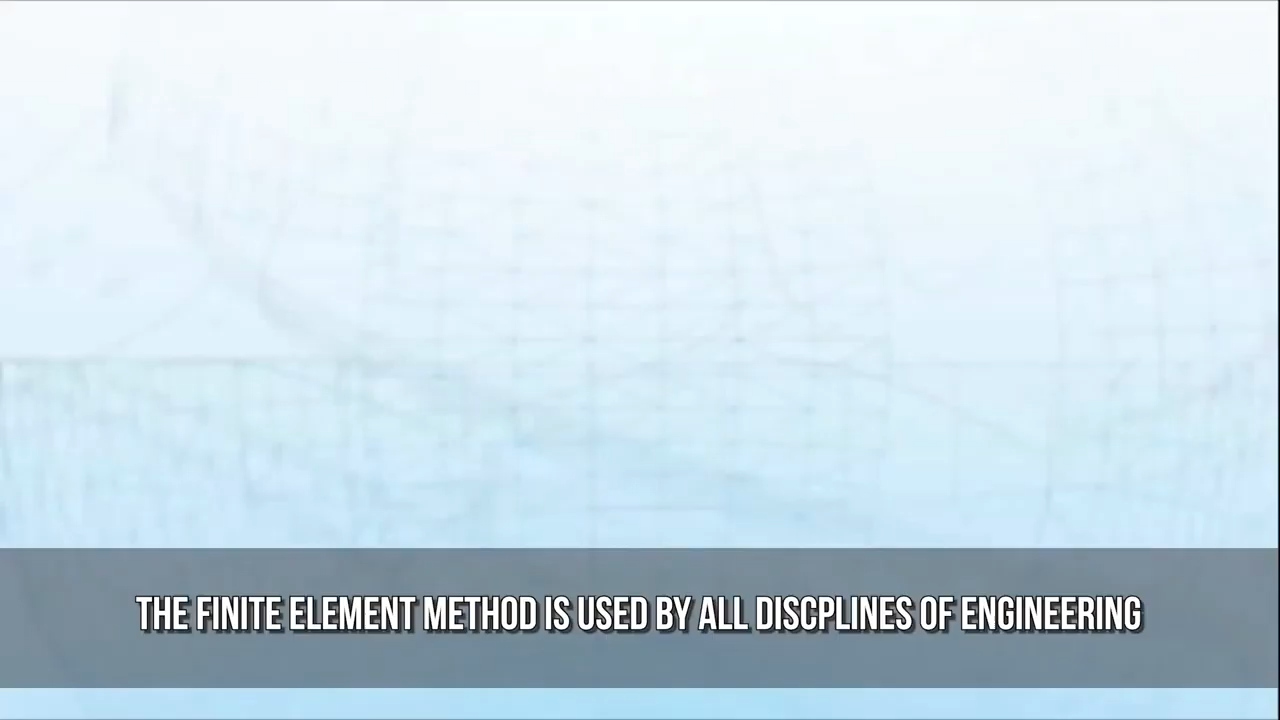 THE FINITE ELEMENT METHOD IS USED BY ALL DISCPLINES OF ENGINEERING